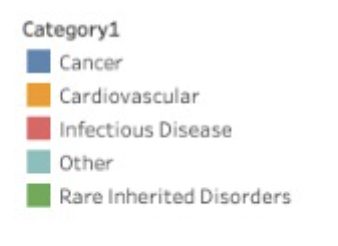 Category1
Cancer
Cardiovascular
Infectious Disease
Other
Rare Inherited Disorders